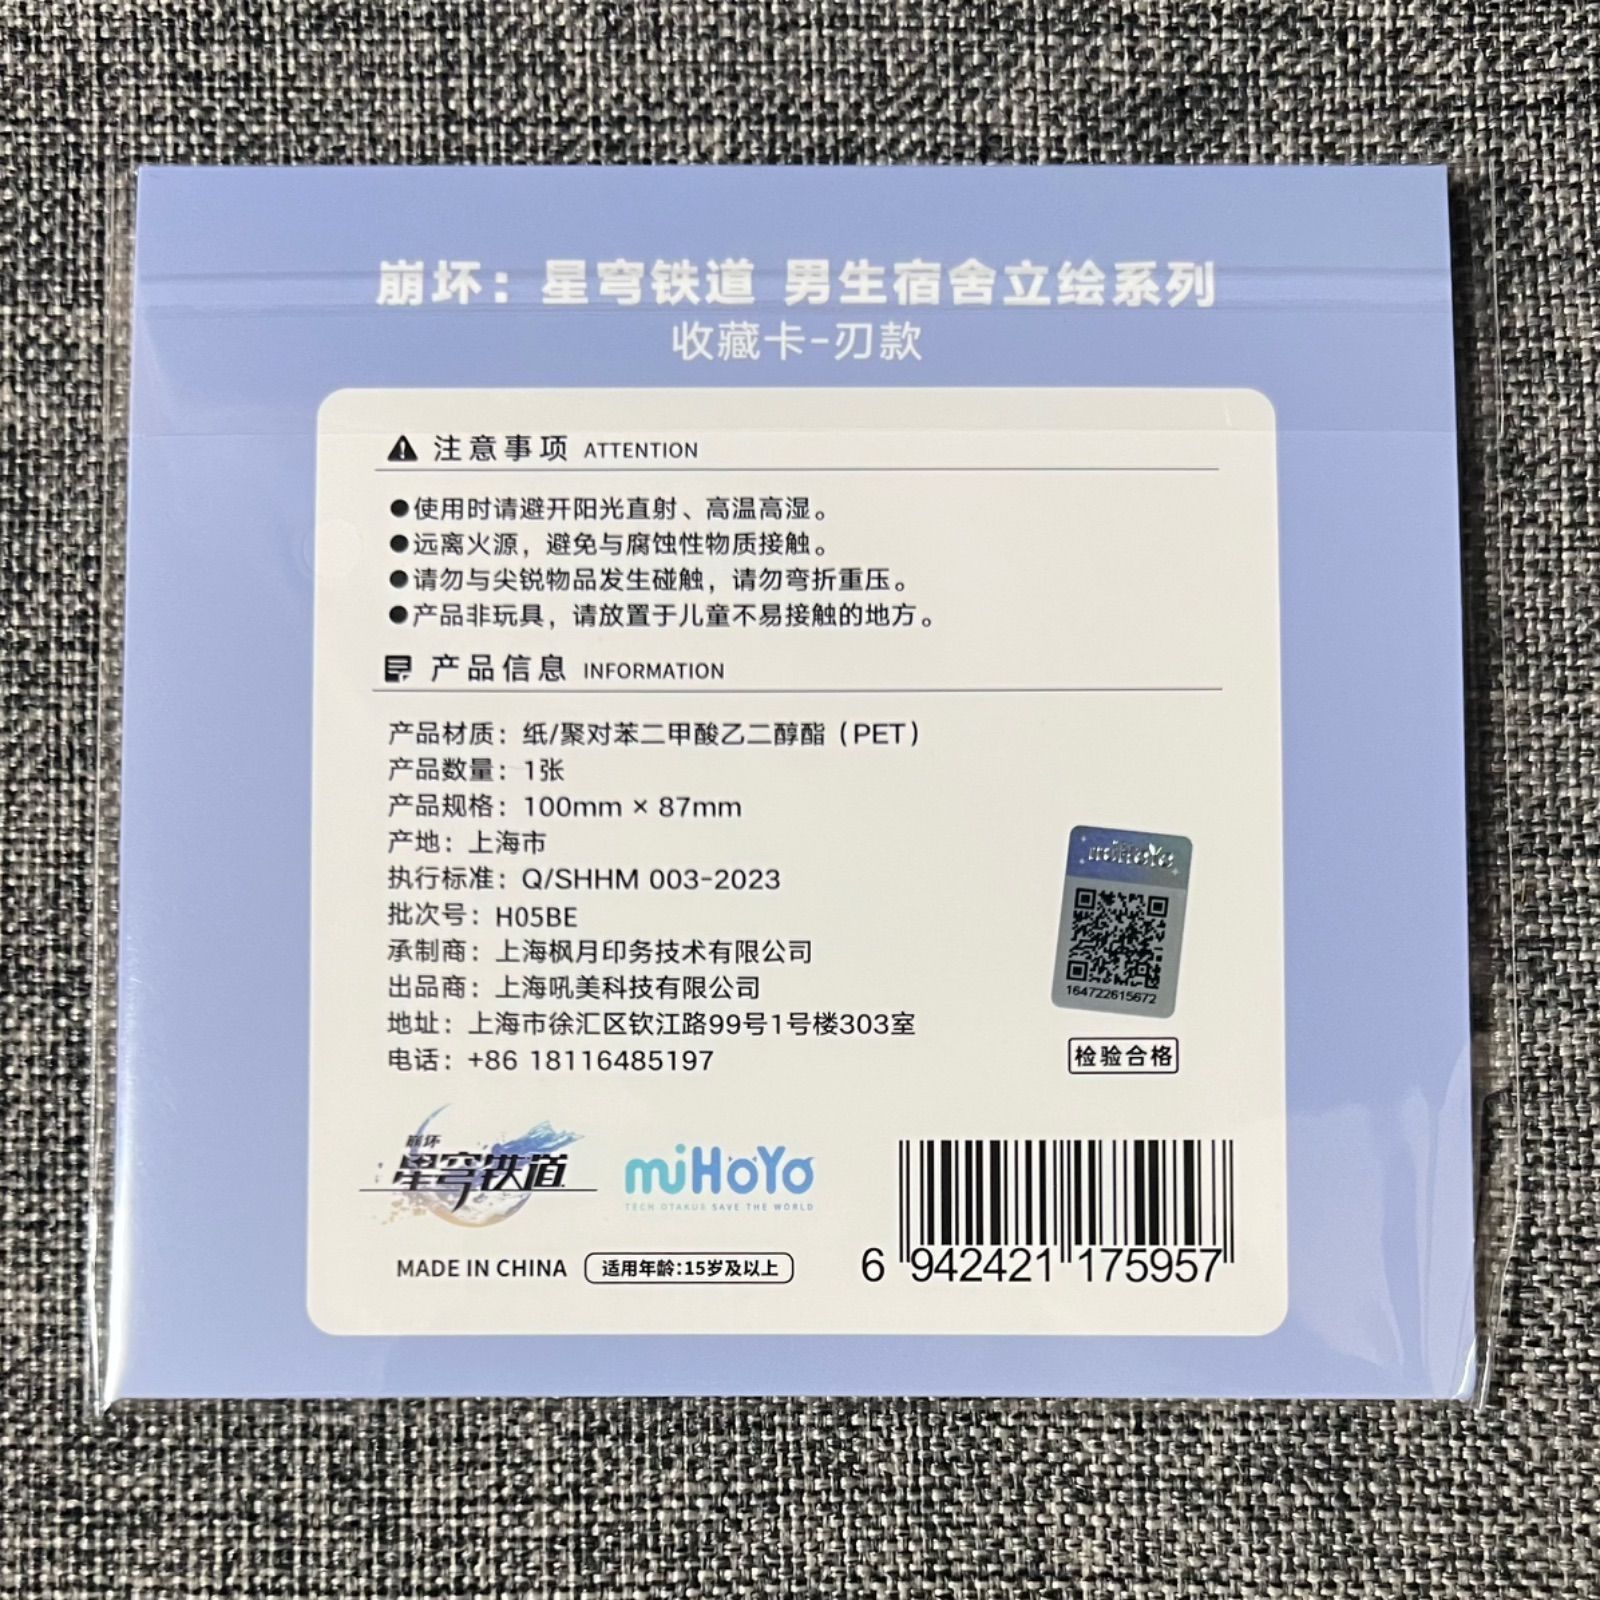 崩坏：星穹铁道 男生宿舍立绘系列
收藏卡-刃款
注意事项 ATTENTION
●使用时请避开阳光直射、高温高湿。
●远离火源，避免与腐蚀性物质接触。
●请勿与尖锐物品发生碰触，请勿弯折重压。
●产品非玩具，请放置于儿童不易接触的地方。
产品信息 INFORMATION
产品材质：纸/聚对苯二甲酸乙二醇酯（PET）
产品数量：1张
产品规格：100mm × 87mm
产地：上海市
执行标准：Q/SHHM 003-2023
批次号：H05BE
承制商：上海枫月印务技术有限公司
出品商：上海吼美科技有限公司
地址：上海市徐汇区钦江路99号1号楼303室
电话：+86 18116485197
miHoYo
164722615672
检验合格
崩坏
星穹铁道
miHoYo
TECH OTAKUS SAVE THE WORLD
MADE IN CHINA
适用年龄:15岁及以上
6 942421 175957